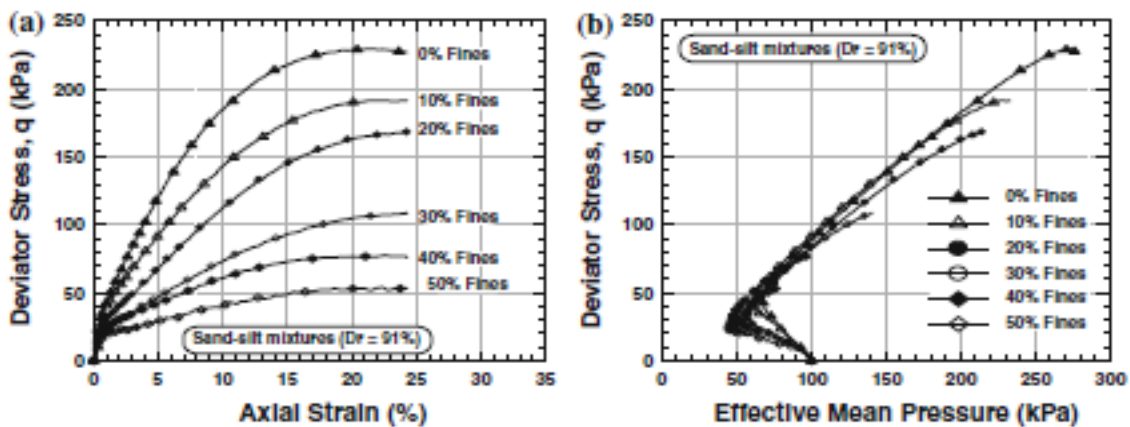 (a)
250
200
150
100
50
0
Deviator Stress, q (kPa)
0% Fines
10% Fines
20% Fines
30% Fines
40% Fines
50% Fines
Sand-silt mixtures (Dr = 91%)
0 5 10 15 20 25 30 35
Axial Strain (%)
(b)
250
200
150
100
50
0
Deviator Stress, q (kPa)
Sand-silt mixtures (Dr = 91%)
0% Fines
10% Fines
20% Fines
30% Fines
40% Fines
50% Fines
0 50 100 150 200 250 300
Effective Mean Pressure (kPa)